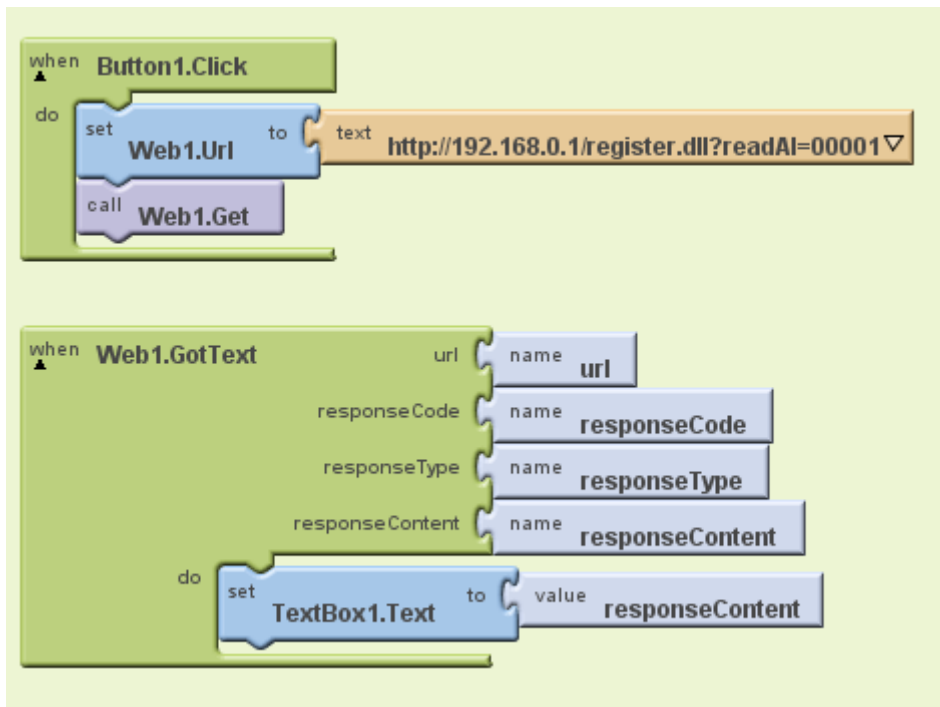 when Button1.Click
do
set Web1.Url to text http://192.168.0.1/register.dll?readAI=00001
call Web1.Get
when Web1.GotText url name url
responseCode name responseCode
responseType name responseType
responseContent name responseContent
do
set TextBox1.Text to value responseContent